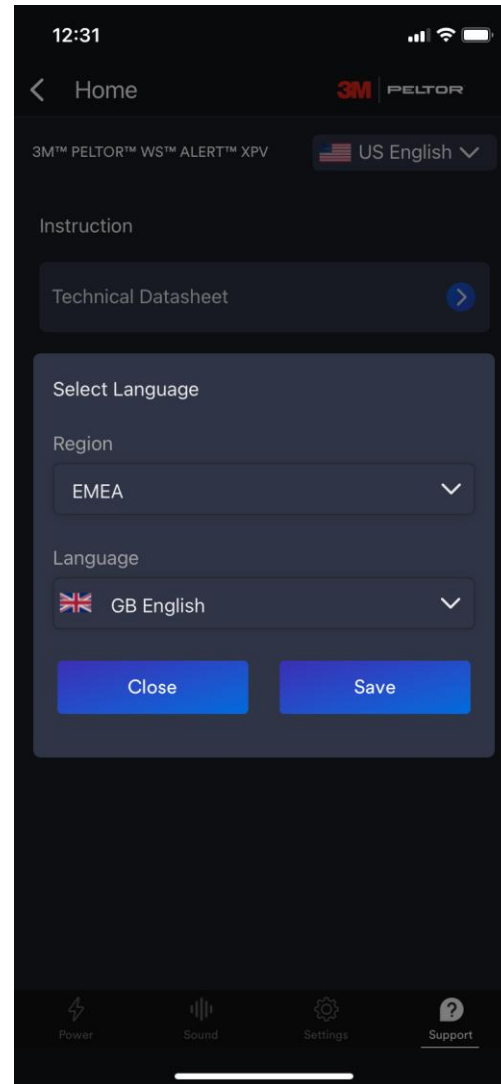 12:31
Home
3M PELTOR
3M™ PELTOR™ WS™ ALERT™ XPV
US English
Instruction
Technical Datasheet
Select Language
Region
EMEA
Language
GB English
Close Save
Power Sound Settings Support